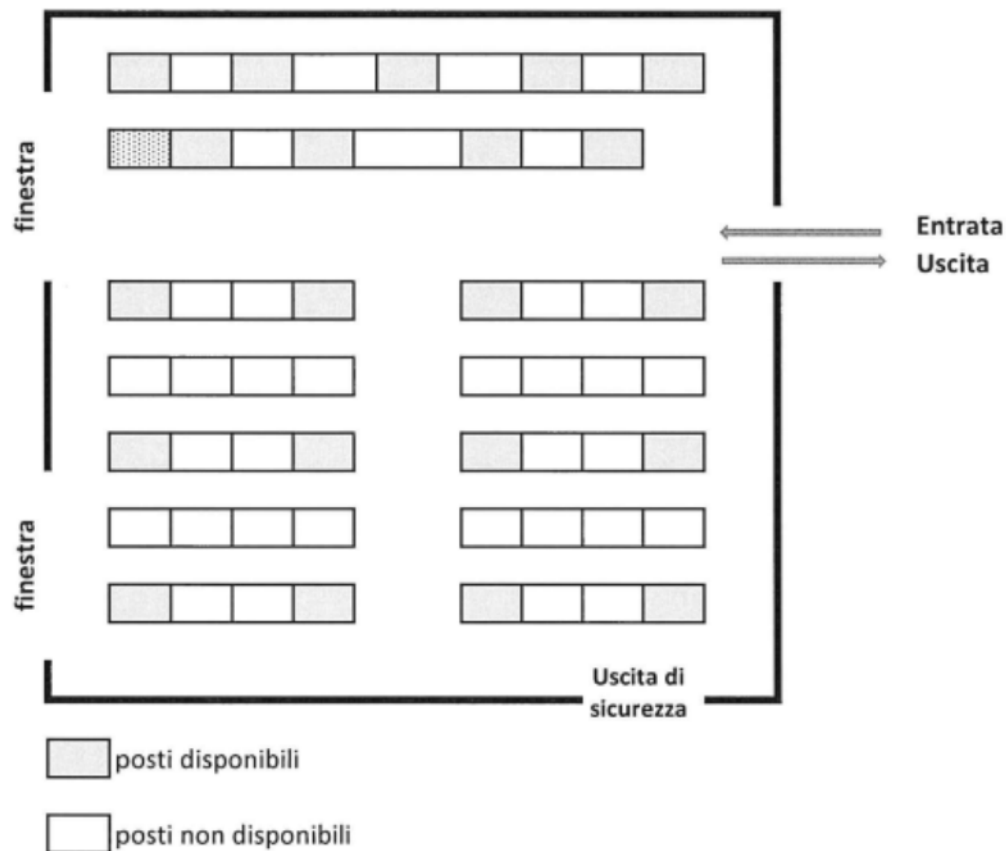 finestra
Entrata
Uscita
finestra
Uscita di
sicurezza
posti disponibili
posti non disponibili